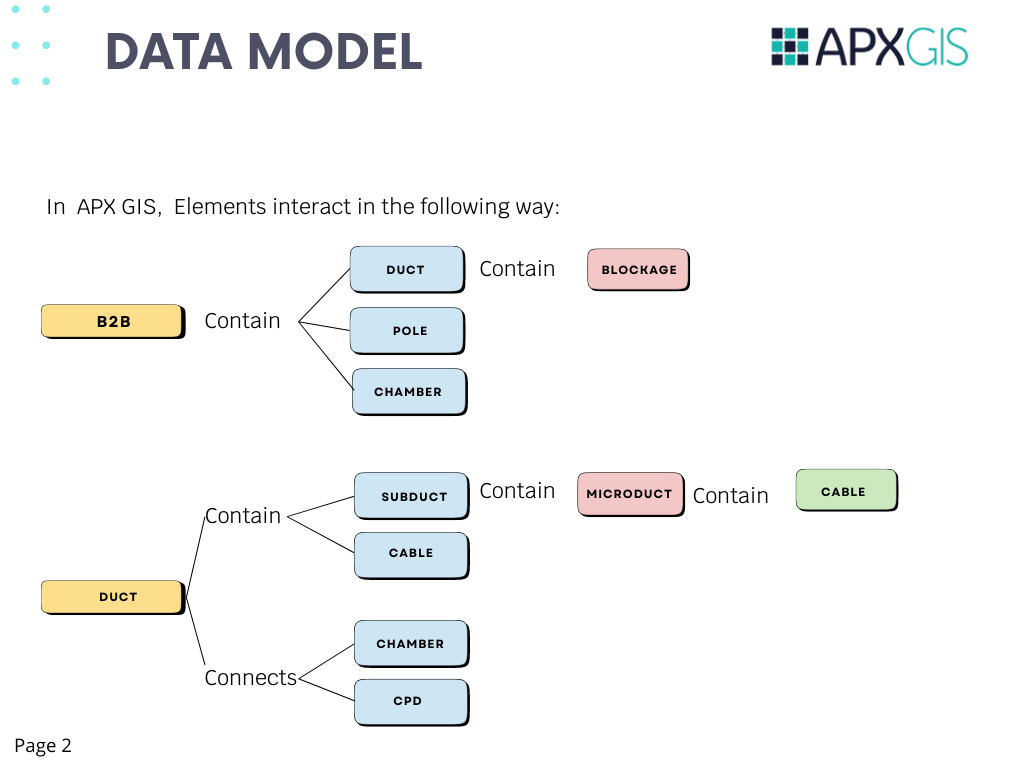 DATA MODEL
APXGIS
In APX GIS, Elements interact in the following way:
B2B
Contain
DUCT
Contain
BLOCKAGE
POLE
CHAMBER
DUCT
Contain
SUBDUCT
Contain
MICRODUCT
Contain
CABLE
CABLE
Connects
CHAMBER
CPD
Page 2